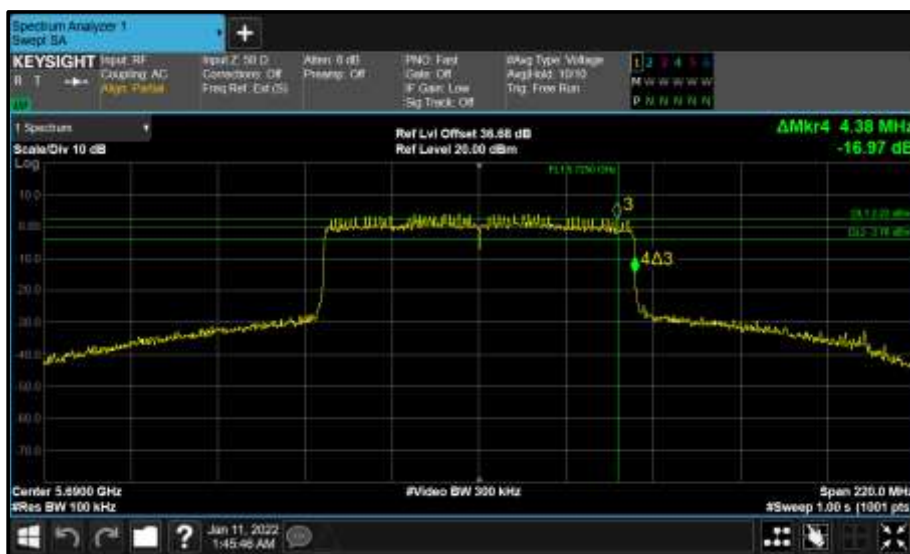 Spectrum Analyzer 1
Swept SA
+
KEYSIGHT
R T
Input: RF
Coupling: AC
Align: Partial
Input Z: 50 Ω
Corrections: Off
Freq Ref: Ext (S)
Atten: 6 dB
Preamp: Off
PNO: Fast
Gate: Off
IF Gain: Low
Sig Track: Off
#Avg Type: Voltage
Avg|Hold: 10/10
Trig: Free Run
1 2 3 4 5 6
M W W W W W
P N N N N N
1 Spectrum
Scale/Div 10 dB
Ref Lvl Offset 36.68 dB
Ref Level 20.00 dBm
ΔMkr4 4.38 MHz
-16.97 dB
Log
10.0
0.00
-10.0
-20.0
-30.0
-40.0
-50.0
-60.0
-70.0
3
4Δ3
Center 5.6900 GHz
#Res BW 100 kHz
#Video BW 300 kHz
Span 220.0 MHz
#Sweep 1.00 s (1001 pts)
?
Jan 11, 2022
1:45:46 AM